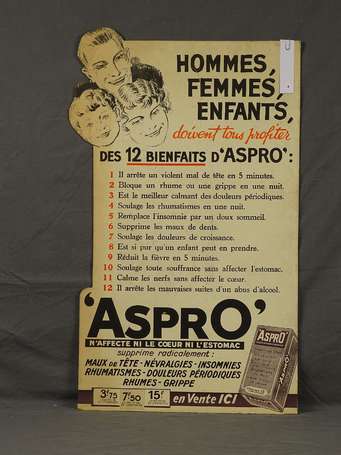 HOMMES,
FEMMES,
ENFANTS,
doivent tous profiter
DES 12 BIENFAITS D'ASPRO' :
1 Il arrête un violent mal de tête en 5 minutes.
2 Bloque un rhume ou une grippe en une nuit.
3 Est le meilleur calmant des douleurs périodiques.
4 Soulage les rhumatismes en une nuit.
5 Remplace l'insomnie par un doux sommeil.
6 Supprime les maux de dents.
7 Soulage les douleurs de croissance.
8 Est si pur qu'un enfant peut en prendre.
9 Réduit la fièvre en 5 minutes.
10 Soulage toute souffrance sans affecter l'estomac.
11 Calme les nerfs sans affecter le cœur.
12 Il arrête les mauvaises suites d'un abus d'alcool.
'ASPRO'
N'AFFECTE NI LE CŒUR NI L'ESTOMAC
supprime radicalement :
MAUX DE TÊTE - NÉVRALGIES - INSOMNIES
RHUMATISMES - DOULEURS PÉRIODIQUES
RHUMES - GRIPPE
3f75 7f50 15f
en Vente ICI
ASPRO